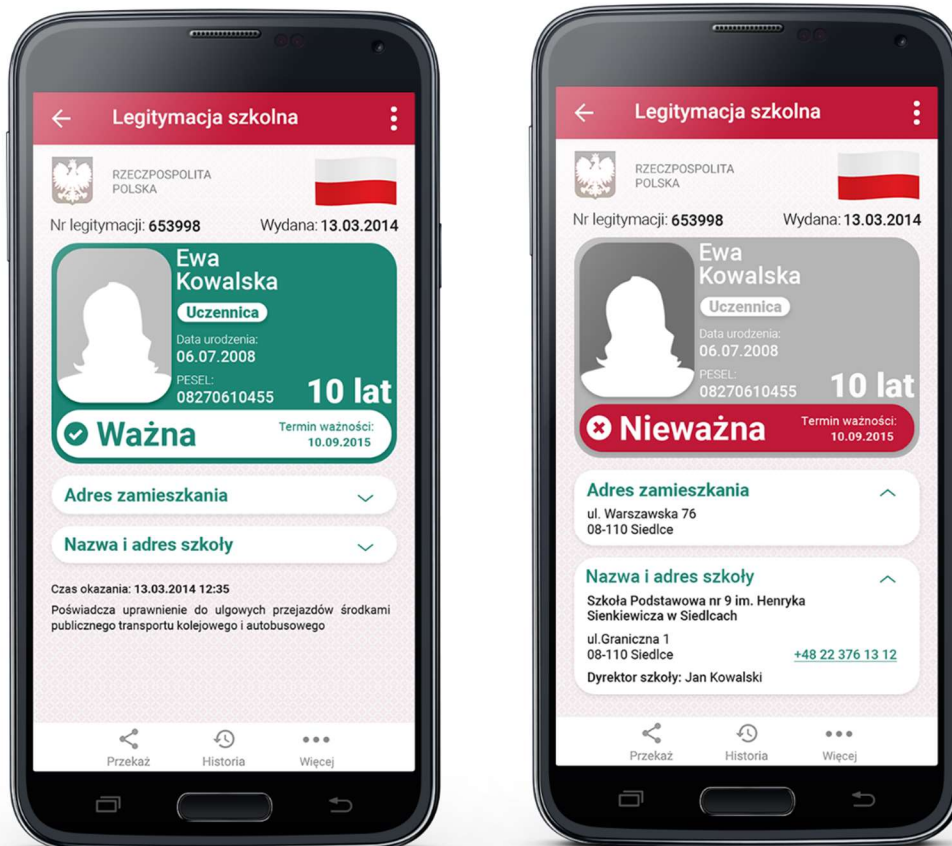 Legitymacja szkolna
RZECZPOSPOLITA
POLSKA
Nr legitymacji: 653998
Wydana: 13.03.2014
Ewa
Kowalska
Uczennica
Data urodzenia:
06.07.2008
PESEL:
08270610455
10 lat
Ważna
Termin ważności:
10.09.2015
Adres zamieszkania
Nazwa i adres szkoły
Czas okazania: 13.03.2014 12:35
Poświadcza uprawnienie do ulgowych przejazdów środkami
publicznego transportu kolejowego i autobusowego
Przekaż
Historia
Więcej
Legitymacja szkolna
RZECZPOSPOLITA
POLSKA
Nr legitymacji: 653998
Wydana: 13.03.2014
Ewa
Kowalska
Uczennica
Data urodzenia:
06.07.2008
PESEL:
08270610455
10 lat
Nieważna
Termin ważności:
10.09.2015
Adres zamieszkania
ul. Warszawska 76
08-110 Siedlce
Nazwa i adres szkoły
Szkoła Podstawowa nr 9 im. Henryka
Sienkiewicza w Siedlcach
ul.Graniczna 1
08-110 Siedlce
+48 22 376 13 12
Dyrektor szkoły: Jan Kowalski
Przekaż
Historia
Więcej